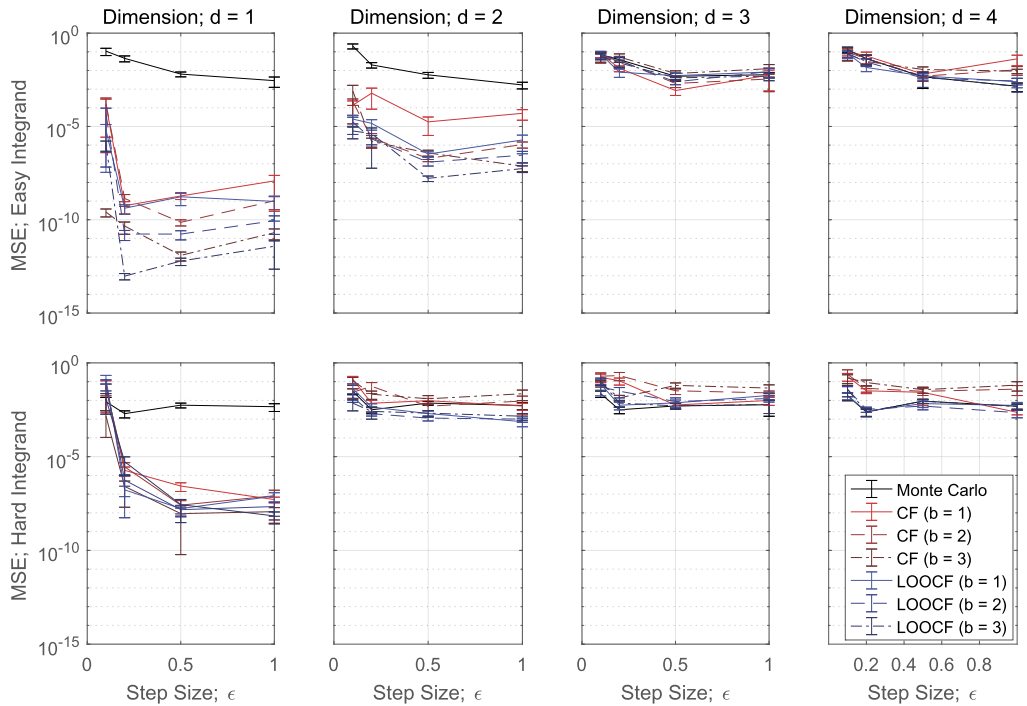 Dimension; d = 1
Dimension; d = 2
Dimension; d = 3
Dimension; d = 4
MSE; Easy Integrand
10^0
10^-5
10^-10
10^-15
MSE; Hard Integrand
10^0
10^-5
10^-10
10^-15
0
0.5
1
Step Size; ϵ
0
0.5
1
Step Size; ϵ
0
0.5
1
Step Size; ϵ
0.2
0.4
0.6
0.8
Step Size; ϵ
Monte Carlo
CF (b = 1)
CF (b = 2)
CF (b = 3)
LOOCF (b = 1)
LOOCF (b = 2)
LOOCF (b = 3)